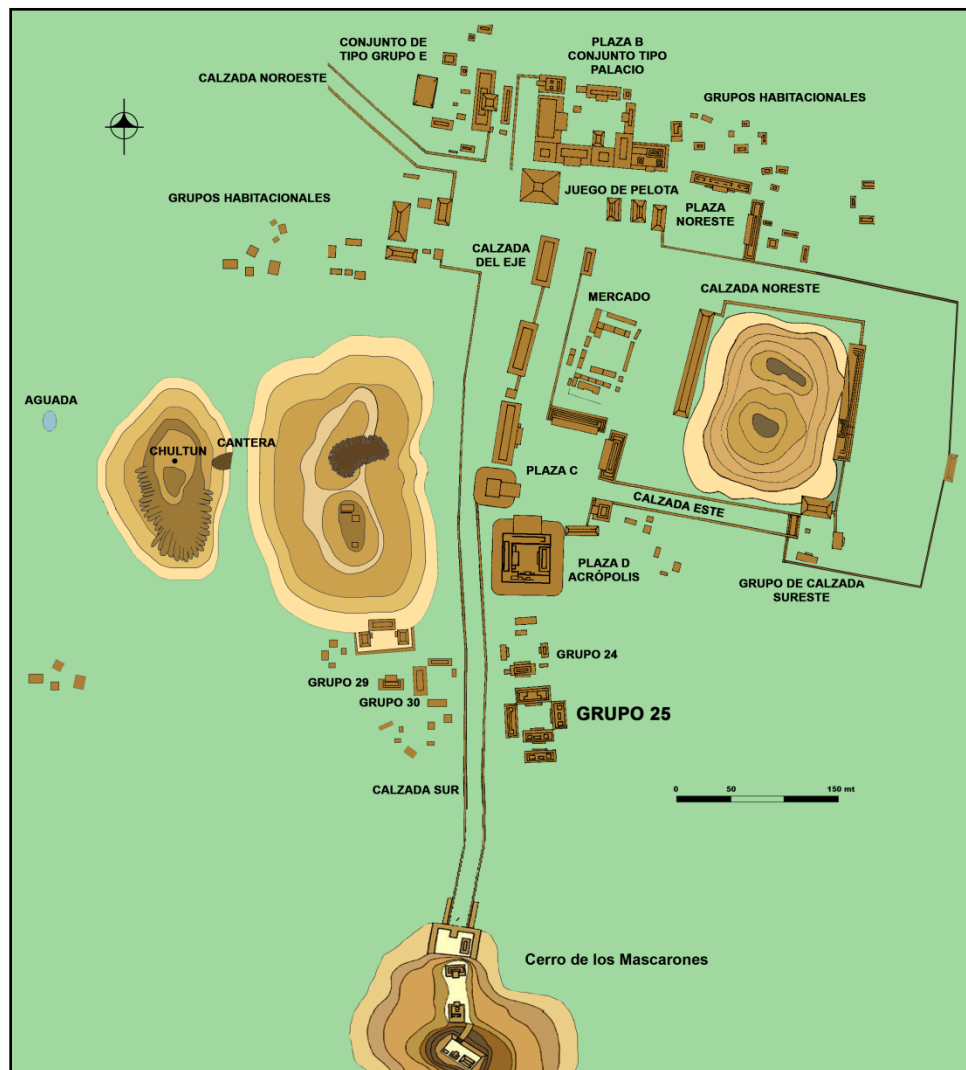 CONJUNTO DE
TIPO GRUPO E
PLAZA B
CONJUNTO TIPO
PALACIO
CALZADA NOROESTE
GRUPOS HABITACIONALES
JUEGO DE PELOTA
GRUPOS HABITACIONALES
PLAZA
NORESTE
CALZADA
DEL EJE
CALZADA NORESTE
MERCADO
AGUADA
CANTERA
CHULTUN
PLAZA C
CALZADA ESTE
PLAZA D
ACRÓPOLIS
GRUPO DE CALZADA
SURESTE
GRUPO 24
GRUPO 29
GRUPO 30
GRUPO 25
CALZADA SUR
0 50 150 mt
Cerro de los Mascarones